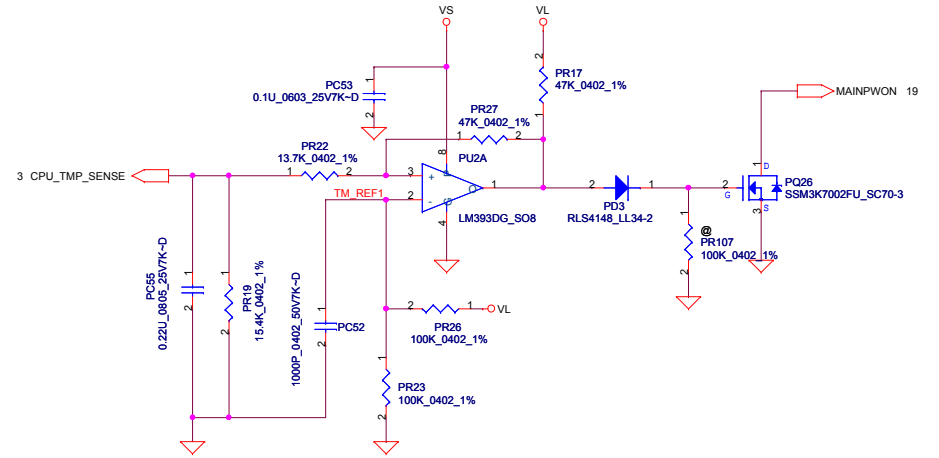 VS
VL
PC53
0.1U_0603_25V7K~D
1
2
2
PR17
47K_0402_1%
1
MAINPWON 19
PR27
47K_0402_1%
1
2
PR22
13.7K_0402_1%
1
2
8
PU2A
3
+
P
2
-
G
O
1
4
LM393DG_SO8
3 CPU_TMP_SENSE
TM_REF1
2
1
PD3
RLS4148_LL34-2
1
D
2
G
S
3
PQ26
SSM3K7002FU_SC70-3
1
@
PR107
100K_0402_1%
2
PC55
0.22U_0805_25V7K~D
1
2
PR19
15.4K_0402_1%
1
2
1000P_0402_50V7K~D
1
2
PC52
2
1
VL
PR26
100K_0402_1%
1
PR23
100K_0402_1%
2